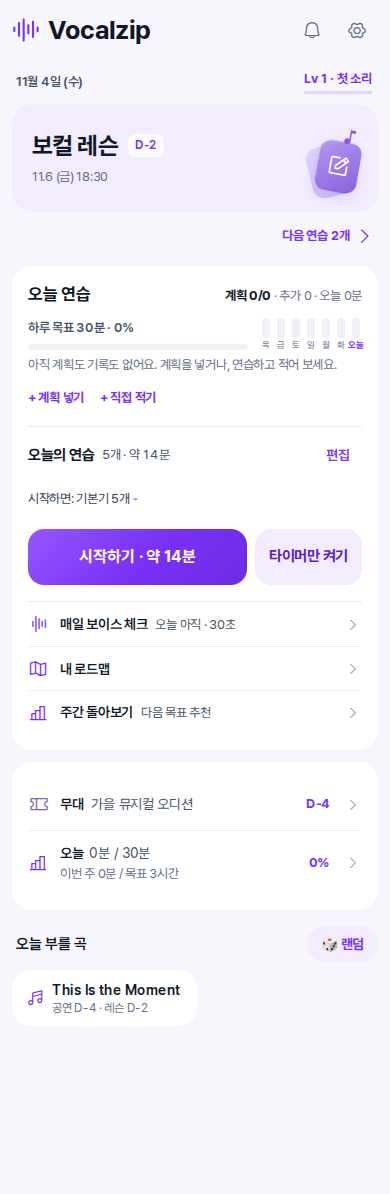 Vocalzip
11월 4일 (수)
Lv 1 · 첫 소리
보컬 레슨 D-2
11.6 (금) 18:30
다음 연습 2개
오늘 연습
계획 0/0 · 추가 0 · 오늘 0분
하루 목표 30분 · 0%
목 금 토 일 월 화 오늘
아직 계획도 기록도 없어요. 계획을 넣거나, 연습하고 적어 보세요.
+ 계획 넣기 + 직접 적기
오늘의 연습 5개 · 약 14분
편집
시작하면: 기본기 5개
시작하기 · 약 14분
타이머만 켜기
매일 보이스 체크 오늘 아직 · 30초
내 로드맵
주간 돌아보기 다음 목표 추천
무대 가을 뮤지컬 오디션 D-4
오늘 0분 / 30분
이번 주 0분 / 목표 3시간
0%
오늘 부를 곡
랜덤
This Is the Moment
공연 D-4 · 레슨 D-2